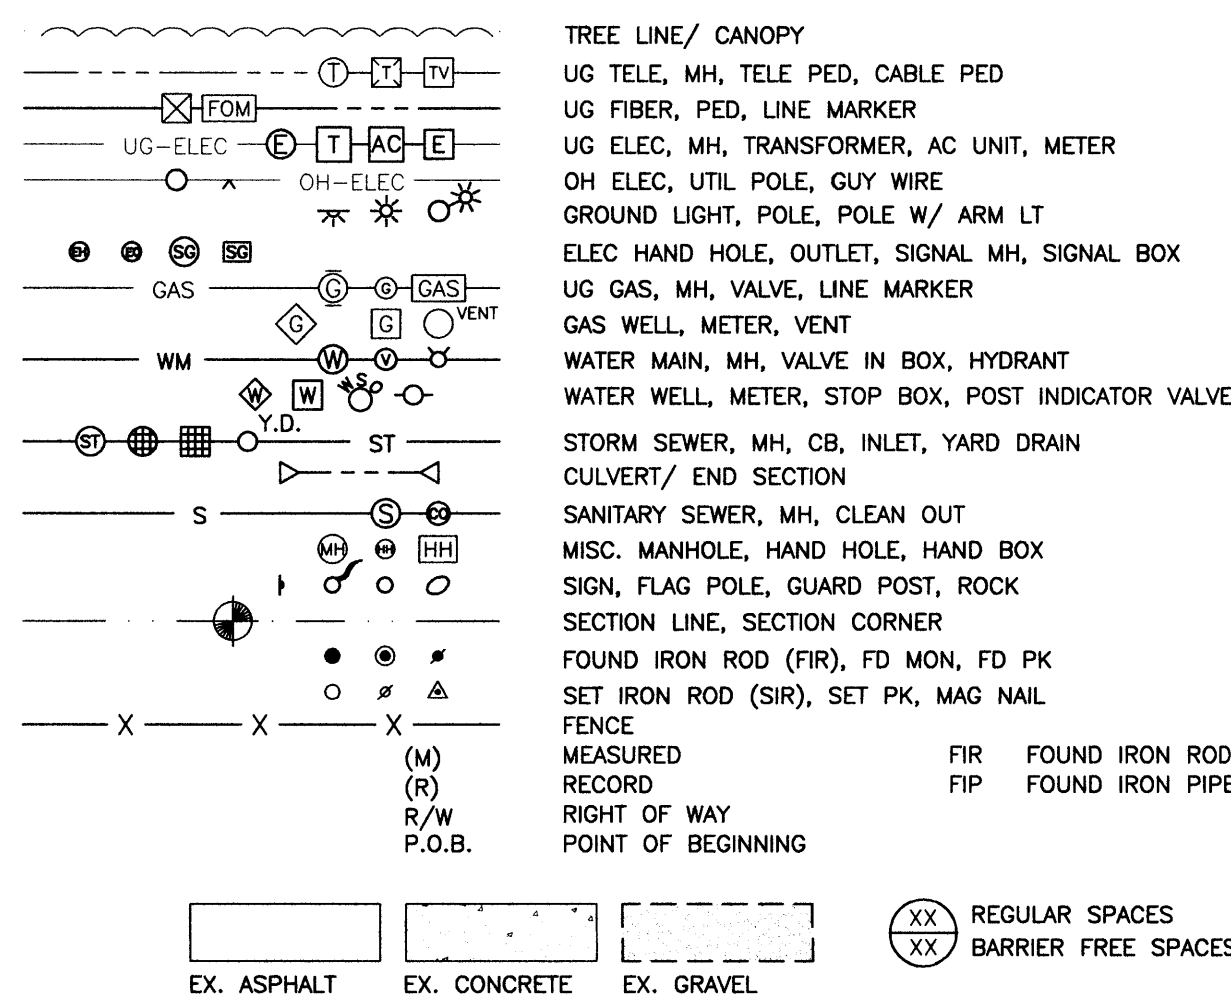 TREE LINE/ CANOPY
T T TV UG TELE, MH, TELE PED, CABLE PED
FOM UG FIBER, PED, LINE MARKER
UG-ELEC E T AC E UG ELEC, MH, TRANSFORMER, AC UNIT, METER
OH-ELEC OH ELEC, UTIL POLE, GUY WIRE
GROUND LIGHT, POLE, POLE W/ ARM LT
EH EO SG SG ELEC HAND HOLE, OUTLET, SIGNAL MH, SIGNAL BOX
GAS G G GAS UG GAS, MH, VALVE, LINE MARKER
G G VENT GAS WELL, METER, VENT
WM W V WATER MAIN, MH, VALVE IN BOX, HYDRANT
W W WSO WATER WELL, METER, STOP BOX, POST INDICATOR VALVE
Y.D.
ST ST STORM SEWER, MH, CB, INLET, YARD DRAIN
CULVERT/ END SECTION
S S CO SANITARY SEWER, MH, CLEAN OUT
MH HH HH MISC. MANHOLE, HAND HOLE, HAND BOX
SIGN, FLAG POLE, GUARD POST, ROCK
SECTION LINE, SECTION CORNER
FOUND IRON ROD (FIR), FD MON, FD PK
SET IRON ROD (SIR), SET PK, MAG NAIL
X X X FENCE
(M) MEASURED FIR FOUND IRON ROD
(R) RECORD FIP FOUND IRON PIPE
R/W RIGHT OF WAY
P.O.B. POINT OF BEGINNING
XX REGULAR SPACES
XX BARRIER FREE SPACES
EX. ASPHALT EX. CONCRETE EX. GRAVEL